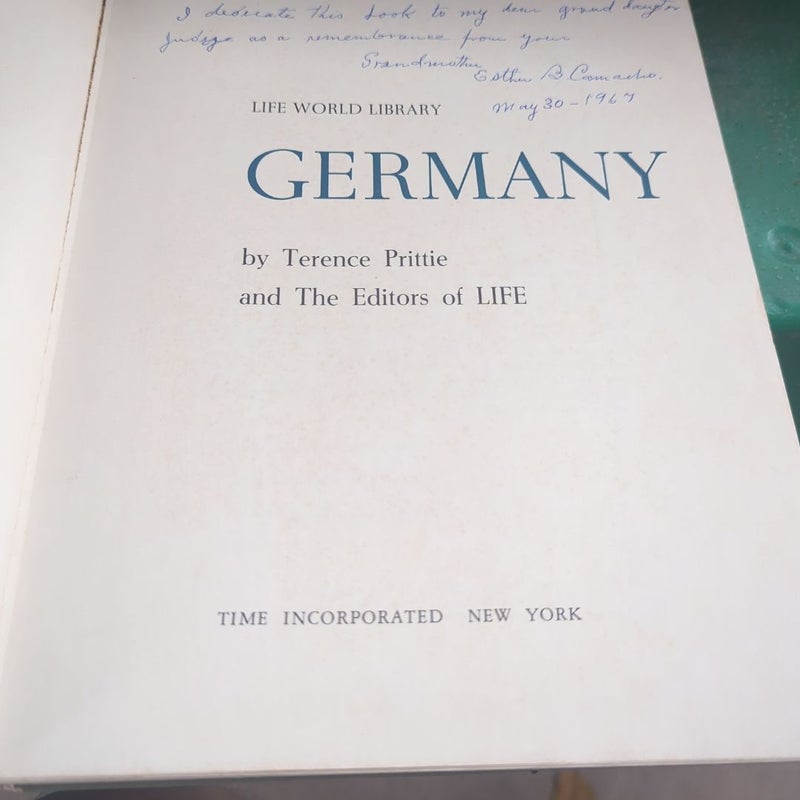 I dedicate this book to my dear grand daugter
as a remembrance from your
Grandmother
Esther B Camacho.
May 30-1967
LIFE WORLD LIBRARY
GERMANY
by Terence Prittie
and The Editors of LIFE
TIME INCORPORATED NEW YORK